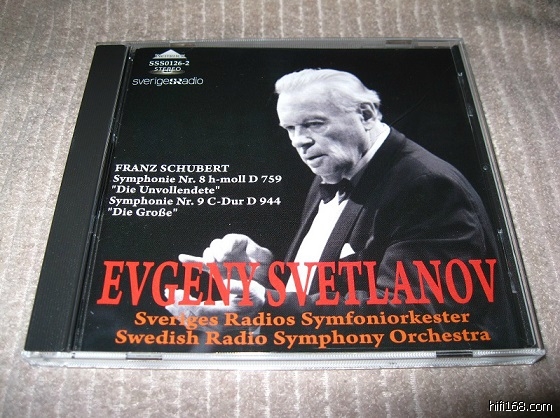 SSS0126-2
STEREO
sverigesRadio
FRANZ SCHUBERT
Symphonie Nr. 8 h-moll D 759
"Die Unvollendete"
Symphonie Nr. 9 C-Dur D 944
"Die Große"
EVGENY SVETLANOV
Sveriges Radios Symfoniorkester
Swedish Radio Symphony Orchestra
hifi168.com